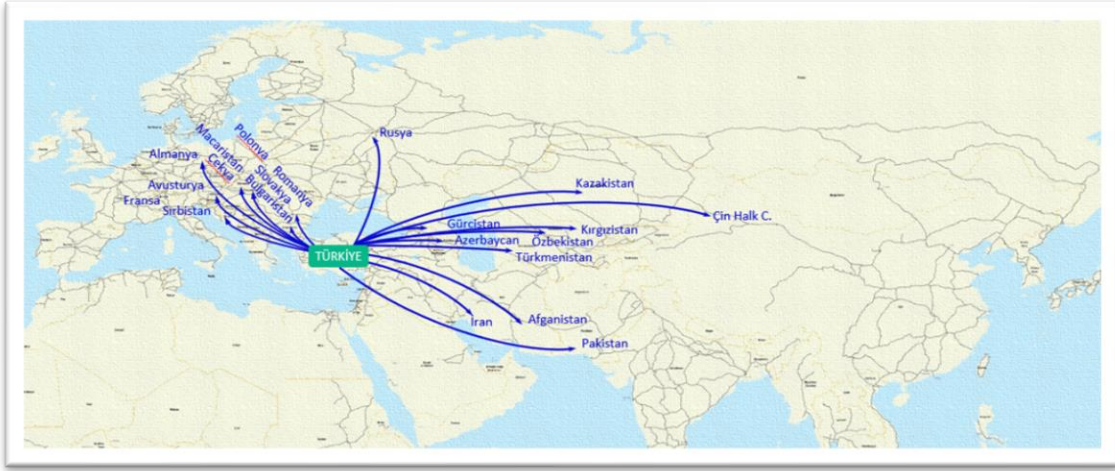 Rusya
Polonya
Macaristan
Almanya
Çekya
Slovakya
Romanya
Avusturya
Bulgaristan
Fransa
Sırbistan
Kazakistan
Çin Halk C.
Gürcistan
Kırgızistan
Azerbaycan
Özbekistan
TÜRKİYE
Türkmenistan
İran
Afganistan
Pakistan